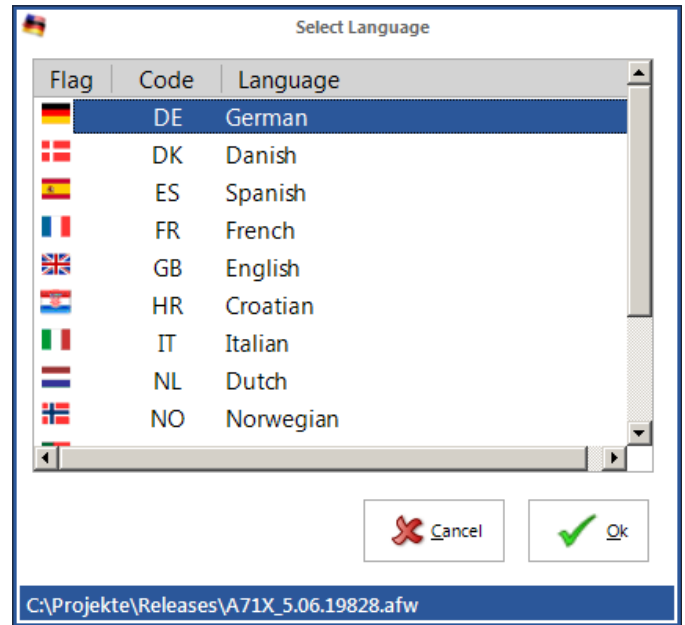 Select Language
Flag Code Language
DE German
DK Danish
ES Spanish
FR French
GB English
HR Croatian
IT Italian
NL Dutch
NO Norwegian
Cancel Ok
C:\Projekte\Releases\A71X_5.06.19828.afw